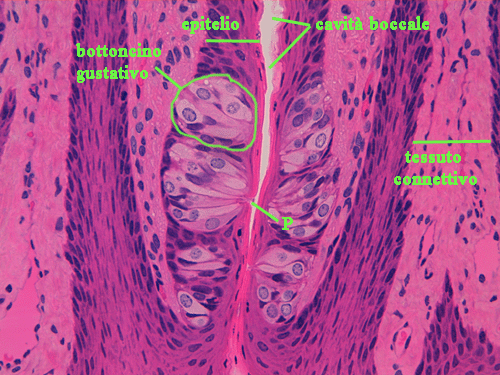 epitelio
cavità boccale
bottoncino
gustativo
tessuto
connettivo
P